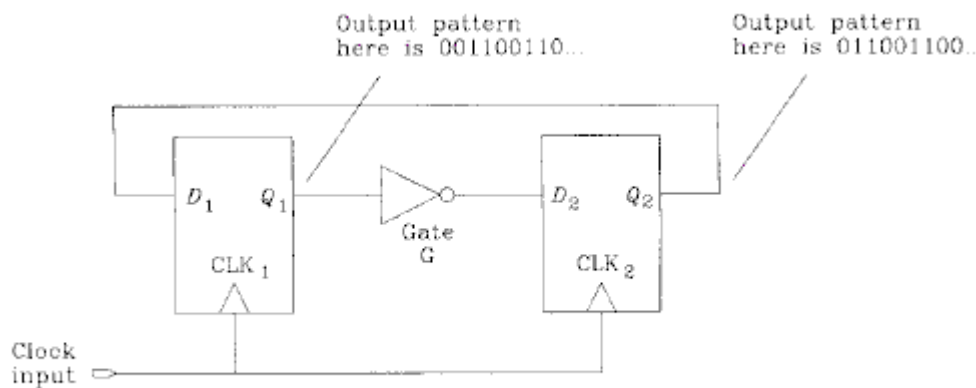 Output pattern
here is 001100110...
Output pattern
here is 011001100...
D1
Q1
Gate
G
D2
Q2
CLK1
CLK2
Clock
input